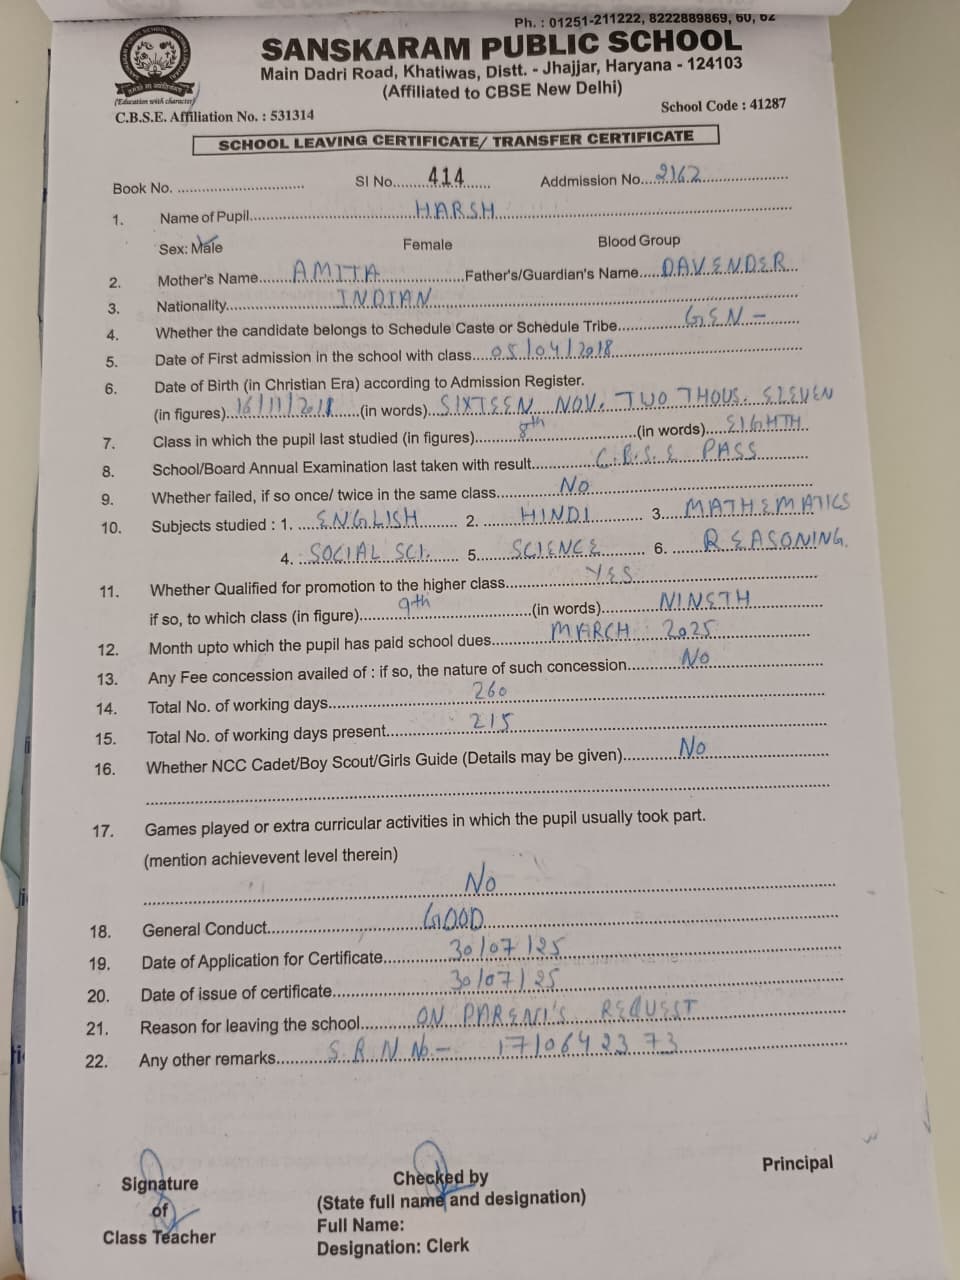 Ph. : 01251-211222, 8222889869, 60, 62
SANSKARAM PUBLIC SCHOOL
Main Dadri Road, Khatiwas, Distt. - Jhajjar, Haryana - 124103
(Affiliated to CBSE New Delhi)
(Education with character)
C.B.S.E. Affiliation No. : 531314 School Code : 41287
SCHOOL LEAVING CERTIFICATE/ TRANSFER CERTIFICATE
Book No. .............. Sl No. 414 Addmission No. 2162
1. Name of Pupil HARSH
Sex: Male Female Blood Group
2. Mother's Name AMITA Father's/Guardian's Name DAVENDER
3. Nationality INDIAN
4. Whether the candidate belongs to Schedule Caste or Schedule Tribe GEN -
5. Date of First admission in the school with class 05/04/2018
6. Date of Birth (in Christian Era) according to Admission Register.
(in figures) 16/11/2011 (in words) SIXTEEN NOV. TWO THOUS. ELEVEN
7. Class in which the pupil last studied (in figures) 8th (in words) EIGHTH
8. School/Board Annual Examination last taken with result C.B.S.E PASS
9. Whether failed, if so once/ twice in the same class No
10. Subjects studied : 1. ENGLISH 2. HINDI 3. MATHEMATICS
4. SOCIAL SCI. 5. SCIENCE 6. REASONING.
11. Whether Qualified for promotion to the higher class YES
if so, to which class (in figure) 9th (in words) NINETH
12. Month upto which the pupil has paid school dues MARCH 2025
13. Any Fee concession availed of : if so, the nature of such concession No
14. Total No. of working days 260
15. Total No. of working days present 215
16. Whether NCC Cadet/Boy Scout/Girls Guide (Details may be given) No
17. Games played or extra curricular activities in which the pupil usually took part.
(mention achievevent level therein)
No
18. General Conduct GOOD
19. Date of Application for Certificate 30/07/25
20. Date of issue of certificate 30/07/25
21. Reason for leaving the school ON PARENT'S REQUEST
22. Any other remarks S.R.N No.- 1710642373
Signature Checked by Principal
of (State full name and designation)
Class Teacher Full Name:
Designation: Clerk